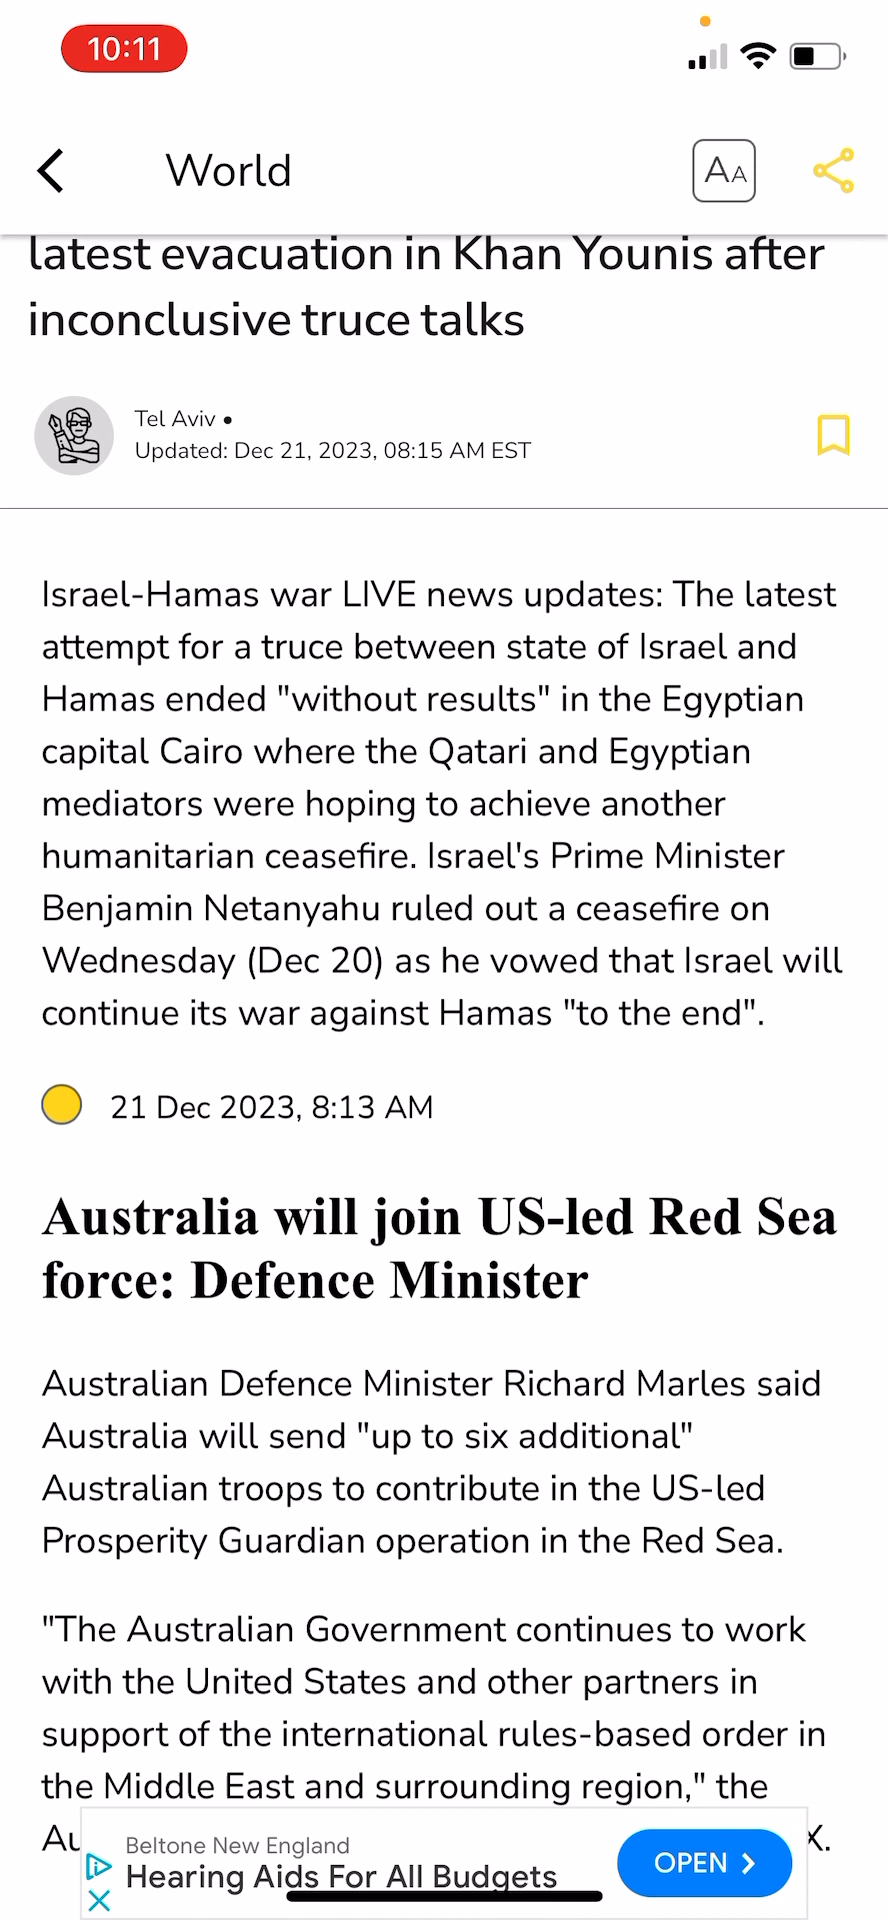 10:11
World
AA
latest evacuation in Khan Younis after
inconclusive truce talks
Tel Aviv •
Updated: Dec 21, 2023, 08:15 AM EST
Israel-Hamas war LIVE news updates: The latest
attempt for a truce between state of Israel and
Hamas ended "without results" in the Egyptian
capital Cairo where the Qatari and Egyptian
mediators were hoping to achieve another
humanitarian ceasefire. Israel's Prime Minister
Benjamin Netanyahu ruled out a ceasefire on
Wednesday (Dec 20) as he vowed that Israel will
continue its war against Hamas "to the end".
21 Dec 2023, 8:13 AM
Australia will join US-led Red Sea
force: Defence Minister
Australian Defence Minister Richard Marles said
Australia will send "up to six additional"
Australian troops to contribute in the US-led
Prosperity Guardian operation in the Red Sea.
"The Australian Government continues to work
with the United States and other partners in
support of the international rules-based order in
the Middle East and surrounding region," the
X.
Beltone New England
Hearing Aids For All Budgets
OPEN